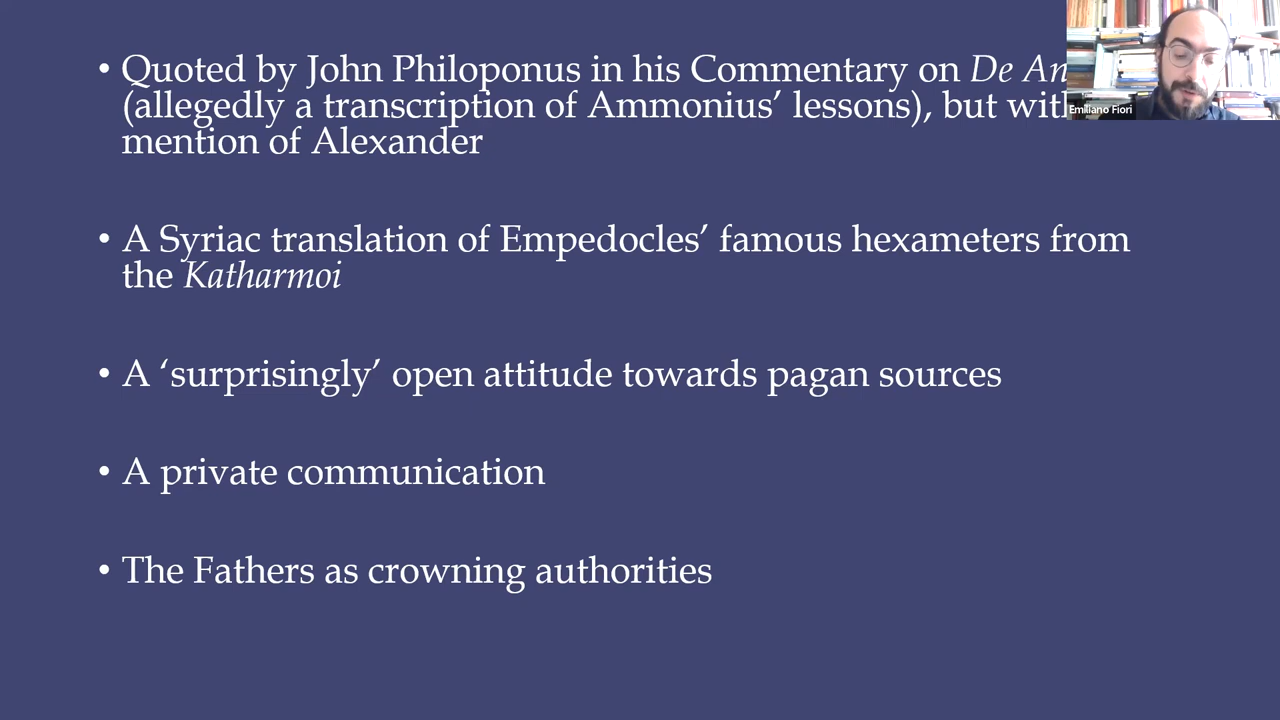 • Quoted by John Philoponus in his Commentary on De
(allegedly a transcription of Ammonius’ lessons), but
mention of Alexander
• A Syriac translation of Empedocles’ famous hexameters from
the Katharmoi
• A ‘surprisingly’ open attitude towards pagan sources
• A private communication
• The Fathers as crowning authorities
Emiliano Fiori